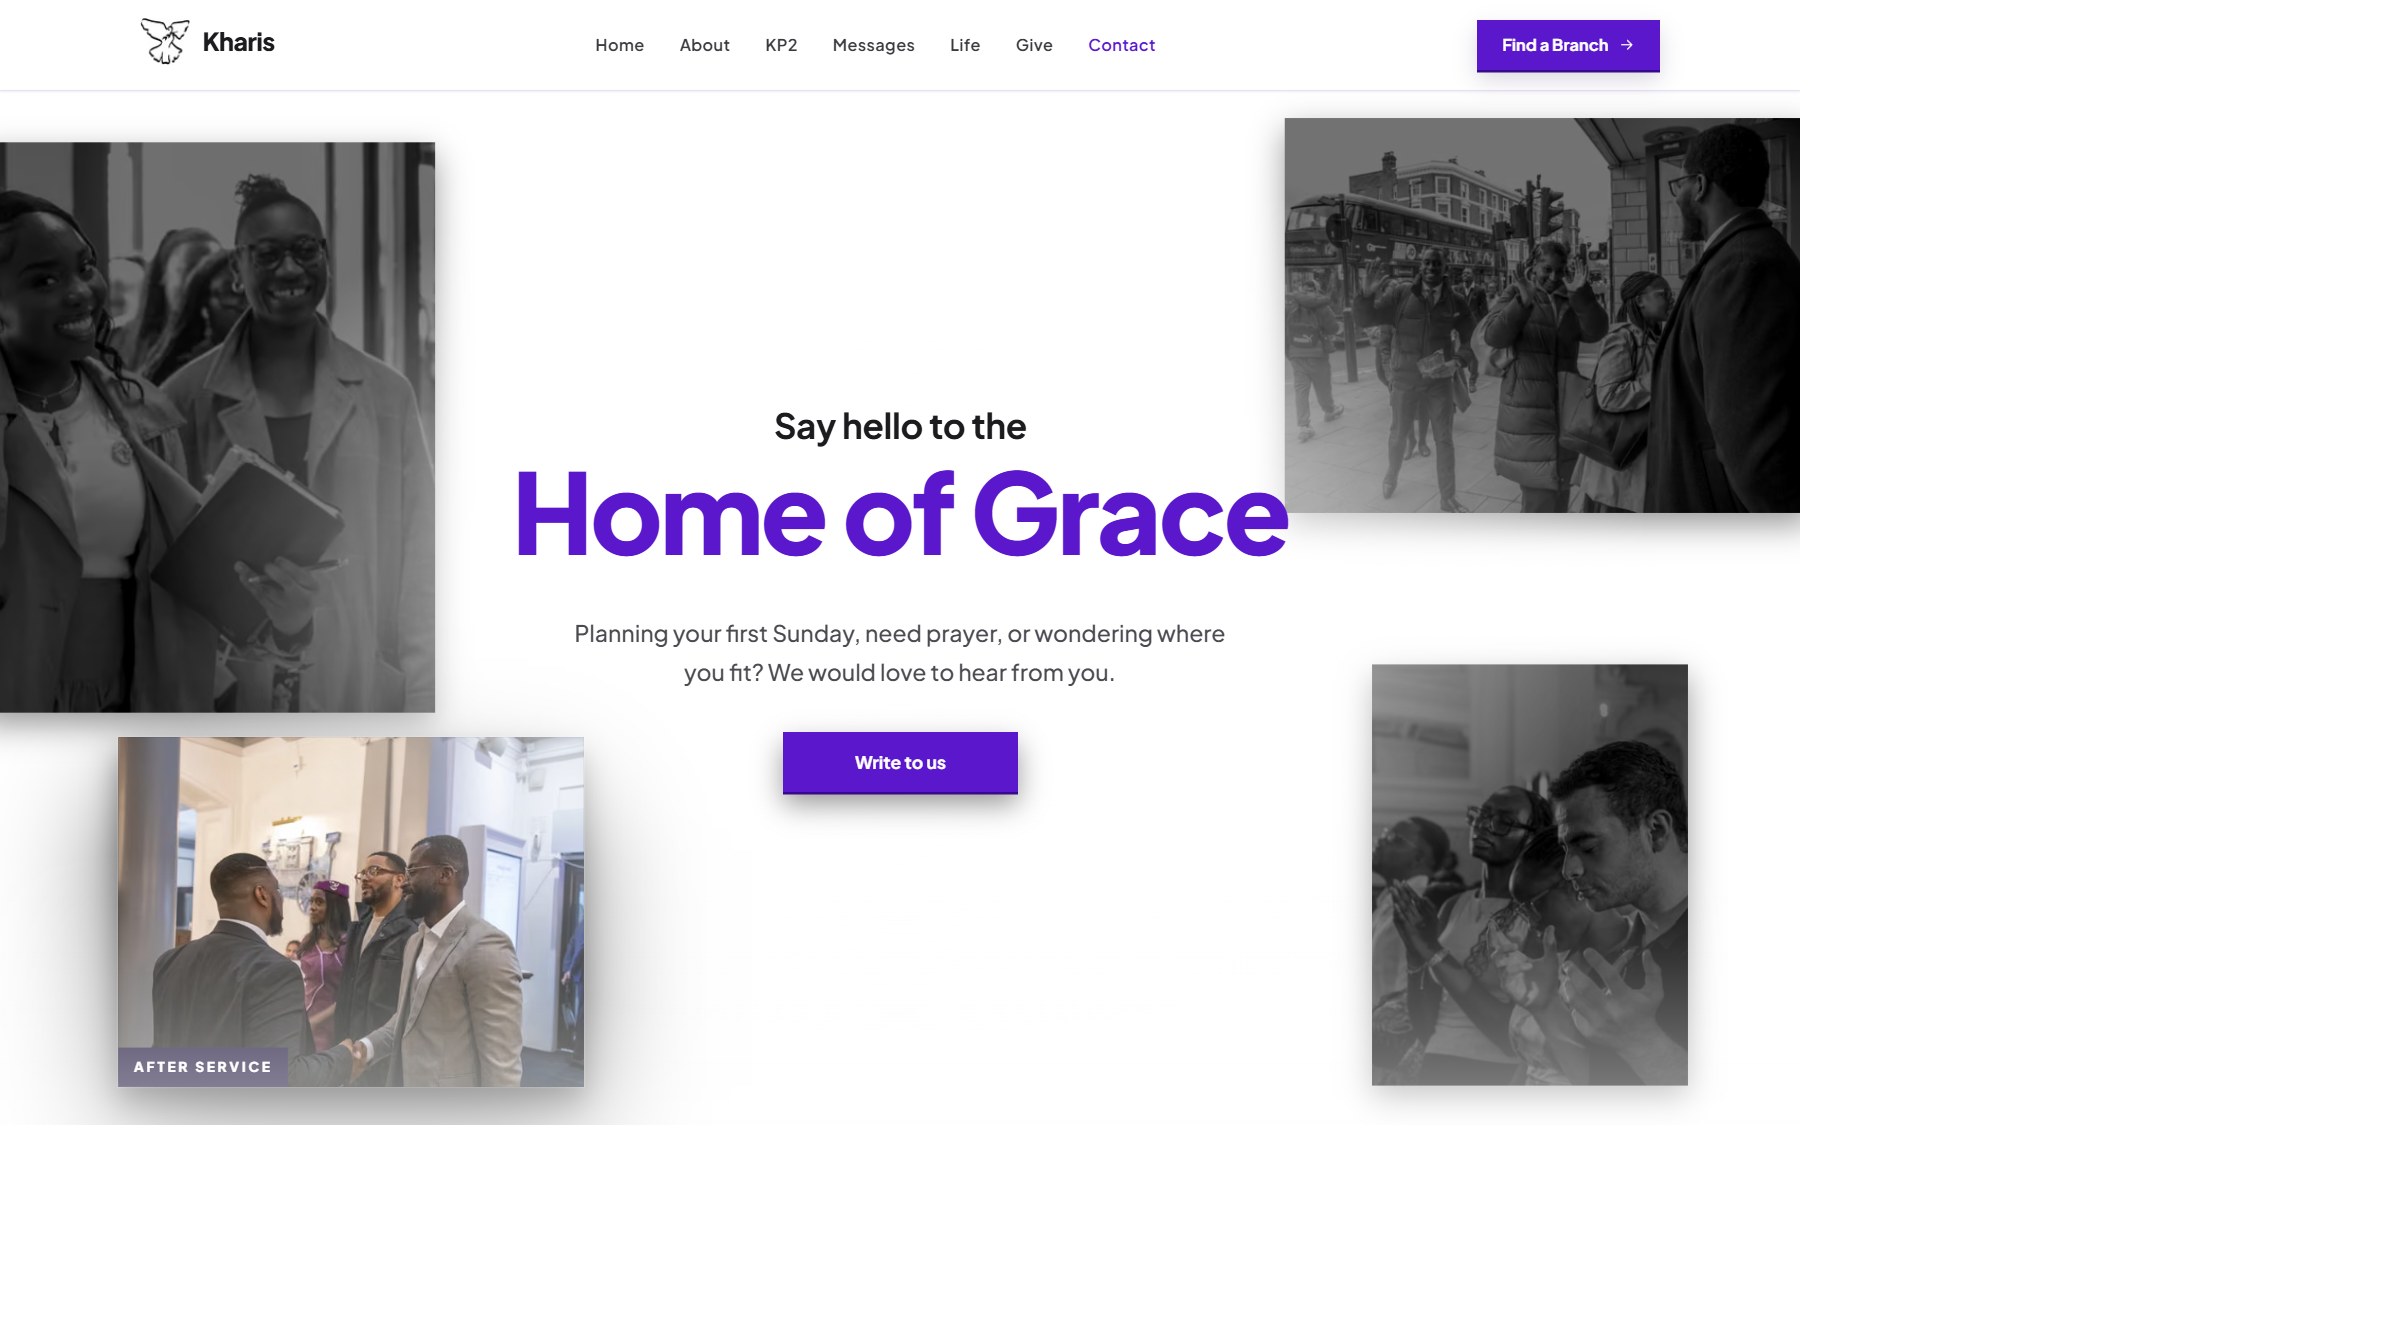 Kharis
Home About KP2 Messages Life Give Contact
Find a Branch →
Say hello to the
Home of Grace
Planning your first Sunday, need prayer, or wondering where
you fit? We would love to hear from you.
Write to us
AFTER SERVICE